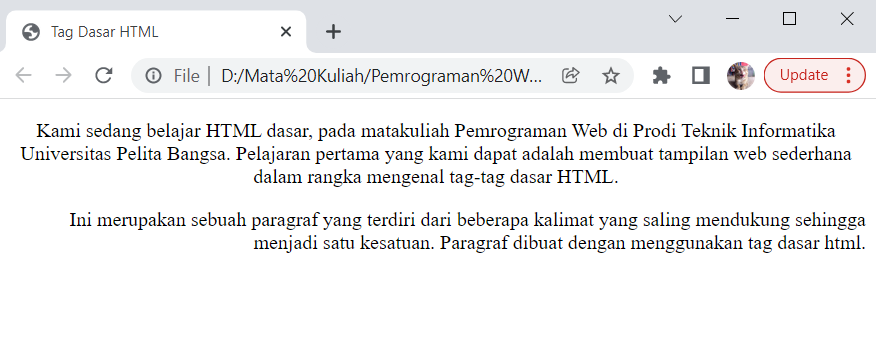 Tag Dasar HTML
File | D:/Mata%20Kuliah/Pemrograman%20W...
Update
Kami sedang belajar HTML dasar, pada matakuliah Pemrograman Web di Prodi Teknik Informatika
Universitas Pelita Bangsa. Pelajaran pertama yang kami dapat adalah membuat tampilan web sederhana
dalam rangka mengenal tag-tag dasar HTML.
Ini merupakan sebuah paragraf yang terdiri dari beberapa kalimat yang saling mendukung sehingga
menjadi satu kesatuan. Paragraf dibuat dengan menggunakan tag dasar html.